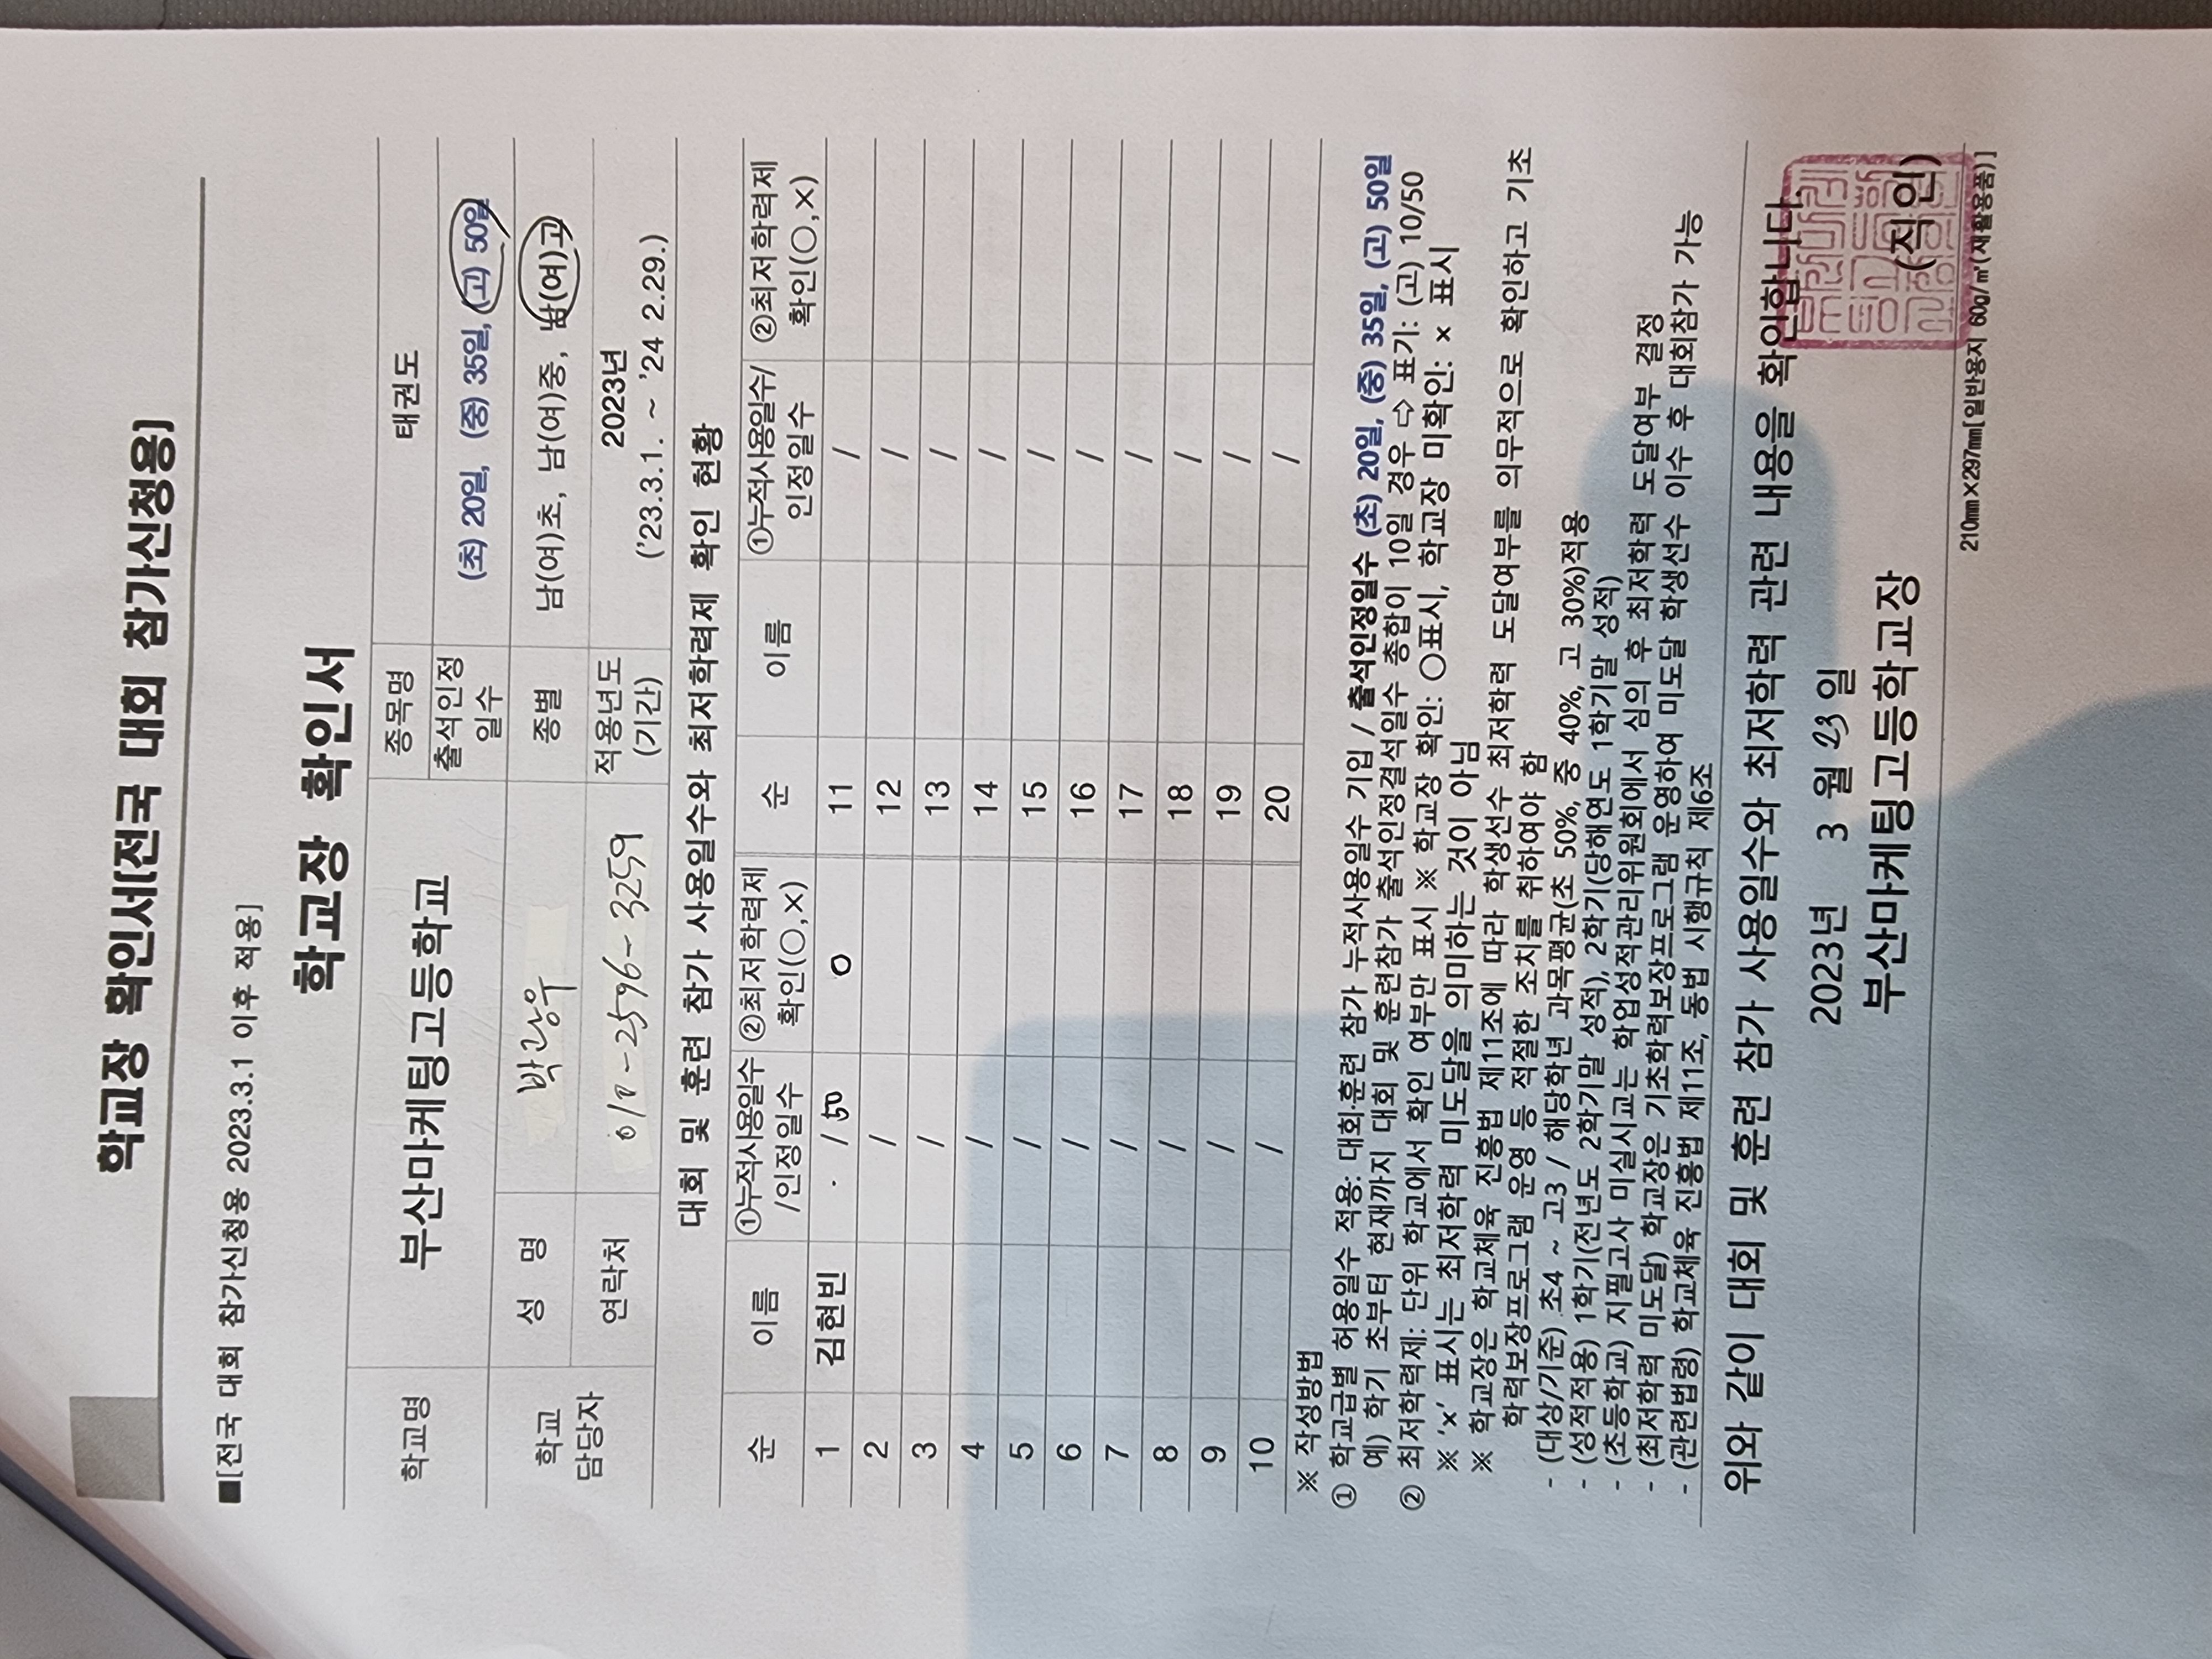 학교장 확인서(전국 대회 참가신청용)
■[전국 대회 참가신청용 2023.3.1 이후 적용]
학교장 확인서
학교명 부산마케팅고등학교 종목명 태권도
출석인정 일수 (초) 20일, (중) 35일, (고) 50일
학교 담당자 성 명 박광우 종별 남(여)초, 남(여)중, 남(여)고
연락처 010-2596-3259 적용년도 (기간) 2023년 ('23.3.1. ~ '24 2.29.)
대회 및 훈련 참가 사용일수와 최저학력제 확인 현황
순 이름 ①누적사용일수 /인정일수 ②최저학력제 확인(○,×) 순 이름 ①누적사용일수/ 인정일수 ②최저학력제 확인(○,×)
1 김현빈 · / 50 O 11 /
2 / 12 /
3 / 13 /
4 / 14 /
5 / 15 /
6 / 16 /
7 / 17 /
8 / 18 /
9 / 19 /
10 / 20 /
※ 작성방법
① 학교급별 허용일수 적용: 대회·훈련 참가 누적사용일수 기입 / 출석인정일수 (초) 20일, (중) 35일, (고) 50일
예) 학기 초부터 현재까지 대회 및 훈련참가 출석인정결석일수 총합이 10일 경우 ⇨ 표기: (고) 10/50
② 최저학력제: 단위 학교에서 확인 여부만 표시 ※ 학교장 확인: ○표시, 학교장 미확인: × 표시
※ '×' 표시는 최저학력 미도달을 의미하는 것이 아님
※ 학교장은 학교체육 진흥법 제11조에 따라 학생선수 최저학력 도달여부를 의무적으로 확인하고 기초
학력보장프로그램 운영 등 적절한 조치를 취하여야 함
- (대상/기준) 초4 ~ 고3 / 해당학년 과목평균(초 50%, 중 40%, 고 30%)적용
- (성적적용) 1학기(전년도 2학기말 성적), 2학기(당해연도 1학기말 성적)
- (초등학교) 지필고사 미실시교는 학업성적관리위원회에서 심의 후 최저학력 도달여부 결정
- (최저학력 미도달) 학교장은 기초학력보장프로그램 운영하여 미도달 학생선수 이수 후 대회참가 가능
- (관련법령) 학교체육 진흥법 제11조, 동법 시행규칙 제6조
위와 같이 대회 및 훈련 참가 사용일수와 최저학력 관련 내용을 확인합니다.
2023년 3 월 23 일
부산마케팅고등학교장 (직인)
210㎜×297㎜[일반용지 60g/㎡(재활용품)]